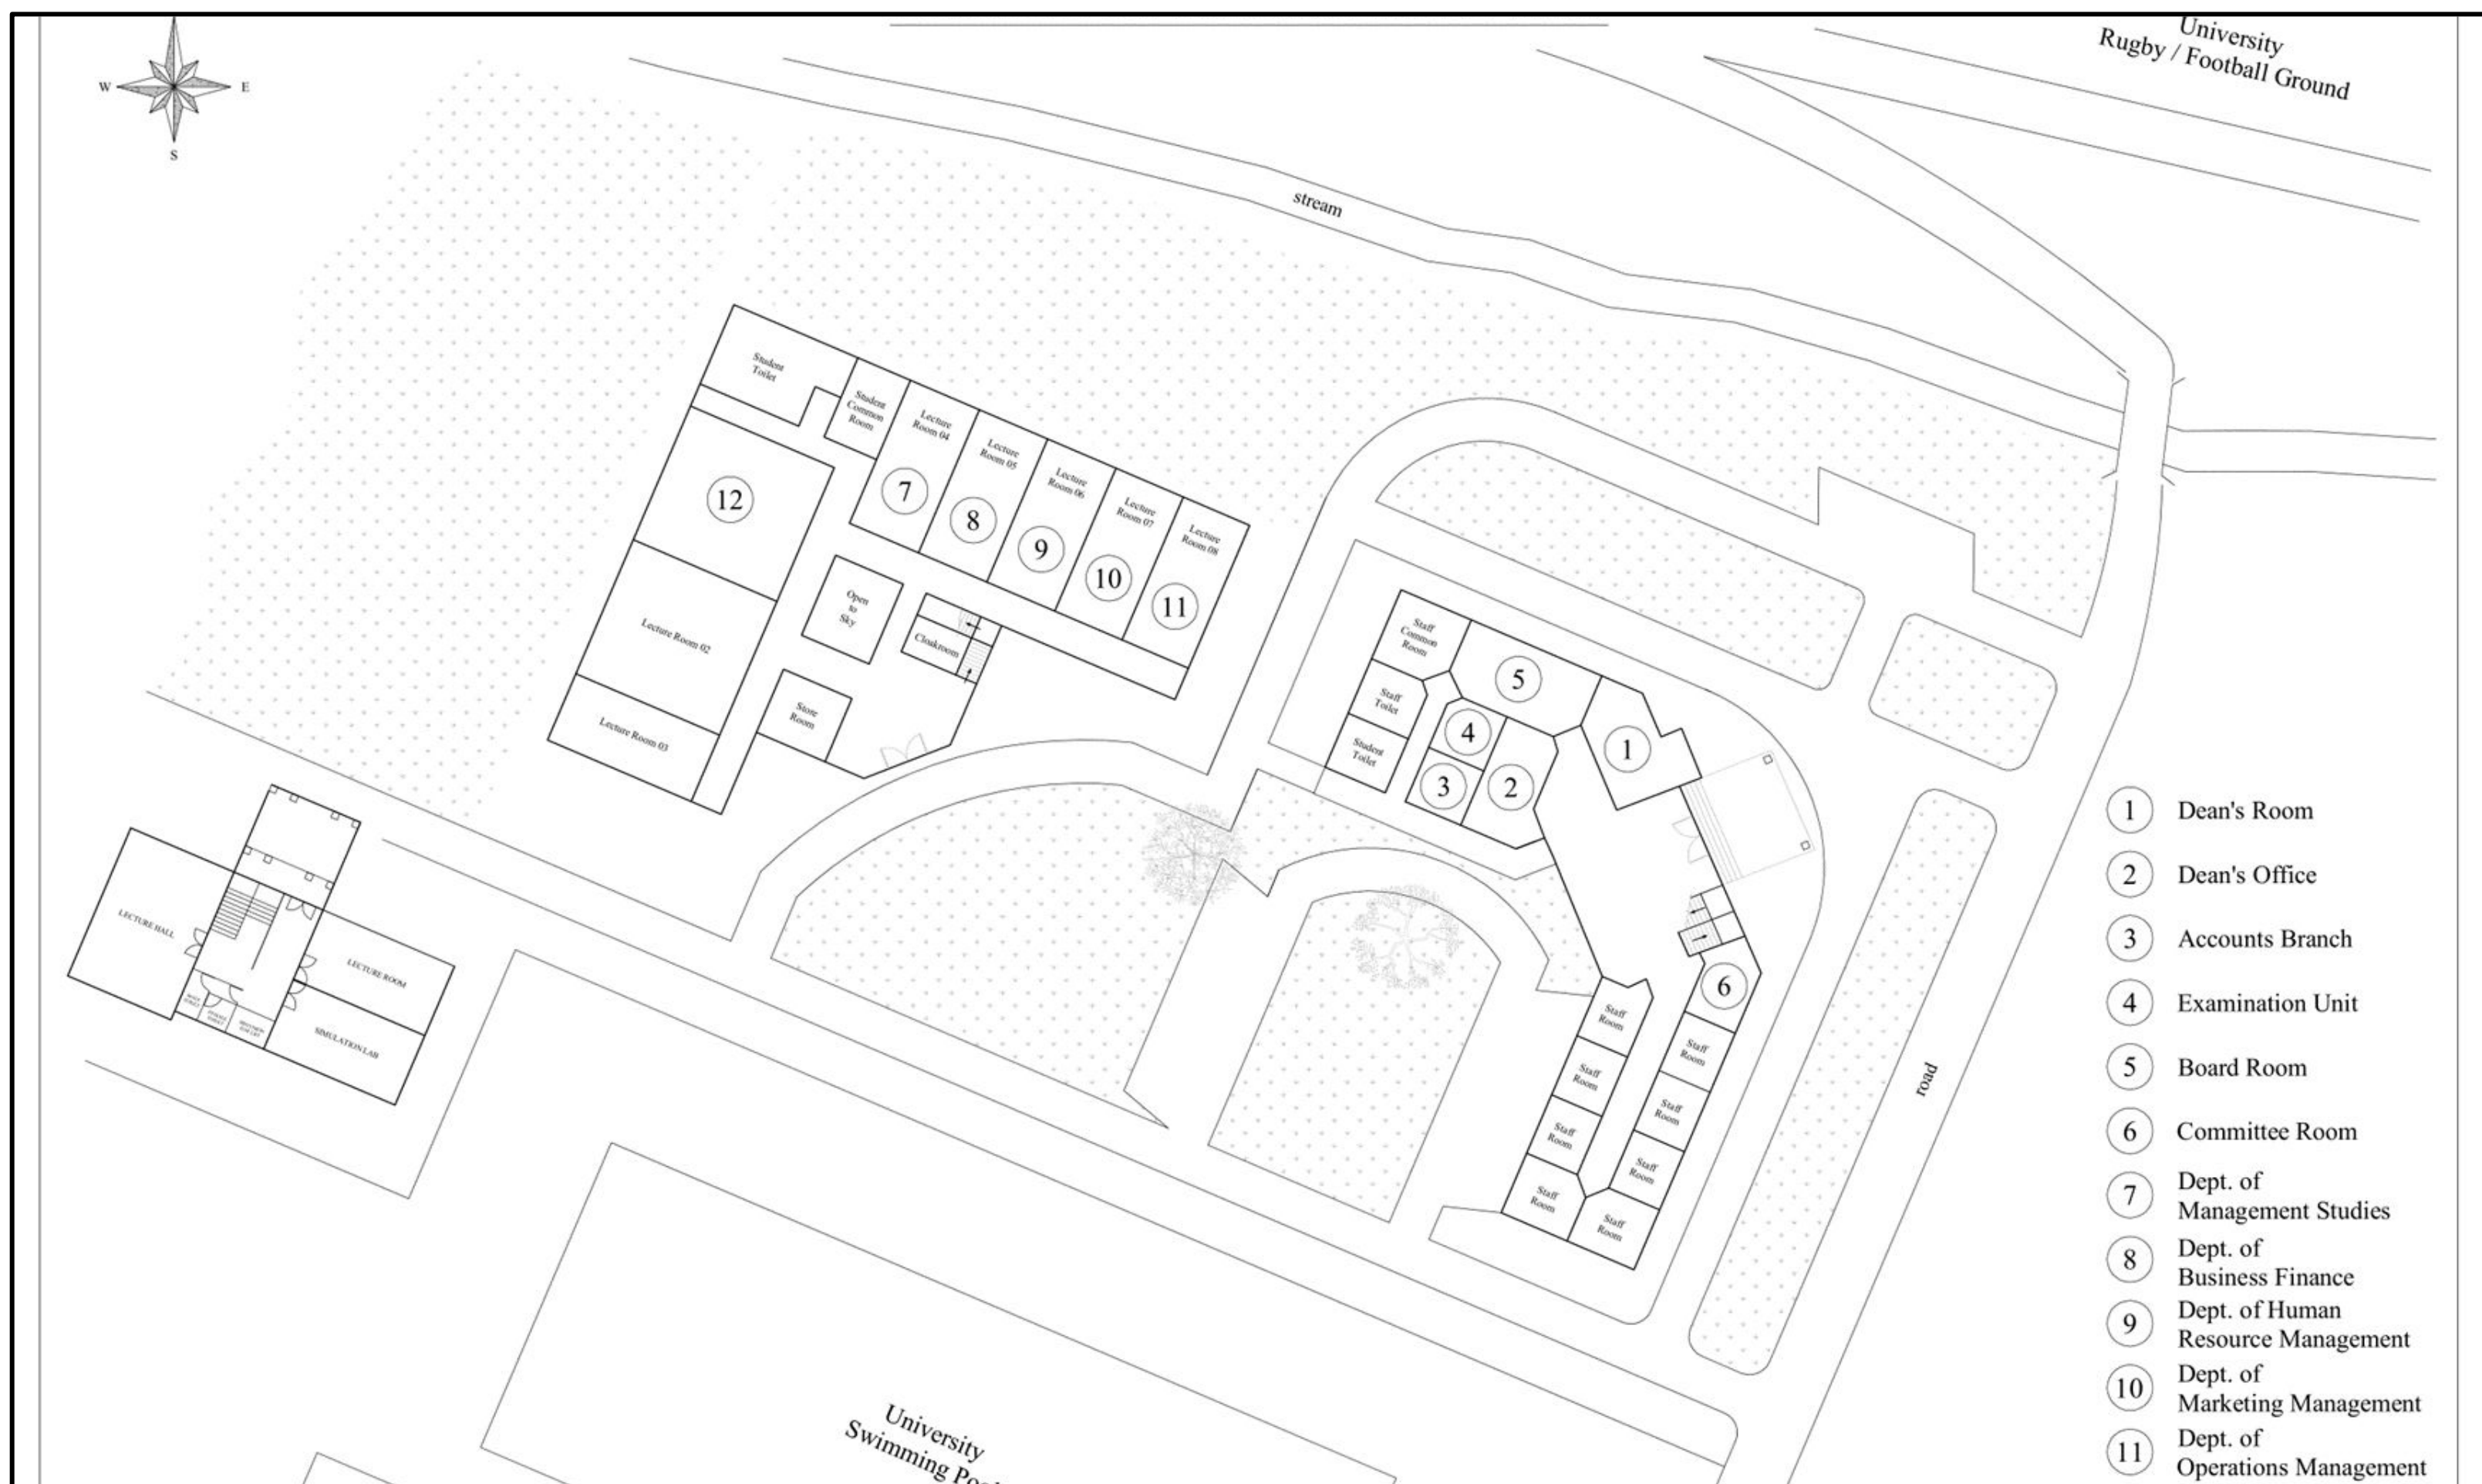 University
Rugby / Football Ground
W
E
S
stream
Student
Toilet
Student
Common
Room
Lecture
Room 04
Lecture
Room 05
Lecture
Room 06
Lecture
Room 07
Lecture
Room 08
12
7
8
9
10
11
Open
to
Sky
Cloakroom
Lecture Room 02
Store
Room
Lecture Room 03
Staff
Common
Room
Staff
Toilet
Student
Toilet
5
4
3
2
1
6
Staff
Room
Staff
Room
Staff
Room
Staff
Room
Staff
Room
Staff
Room
Staff
Room
Staff
Room
LECTURE HALL
LECTURE ROOM
SIMULATION LAB
road
University
Swimming
1 Dean's Room
2 Dean's Office
3 Accounts Branch
4 Examination Unit
5 Board Room
6 Committee Room
7 Dept. of
Management Studies
8 Dept. of
Business Finance
9 Dept. of Human
Resource Management
10 Dept. of
Marketing Management
11 Dept. of
Operations Management